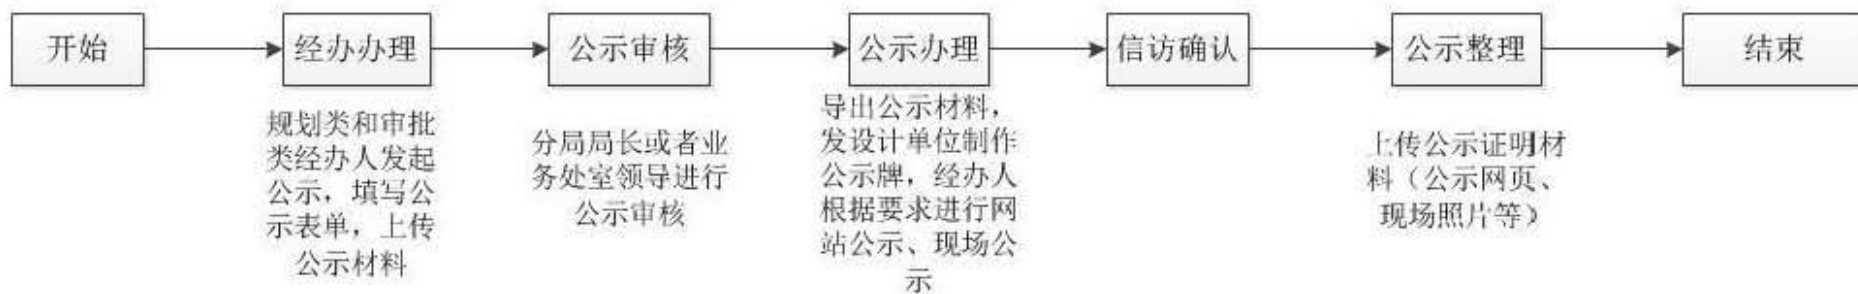 开始
经办办理
公示审核
公示办理
信访确认
公示整理
结束
规划类和审批
类经办人发起
公示，填写公
示表单，上传
公示材料
分局局长或者业
务处室领导进行
公示审核
导出公示材料，
发设计单位制作
公示牌，经办人
根据要求进行网
站公示、现场公
示
上传公示证明材
料（公示网页、
现场照片等）